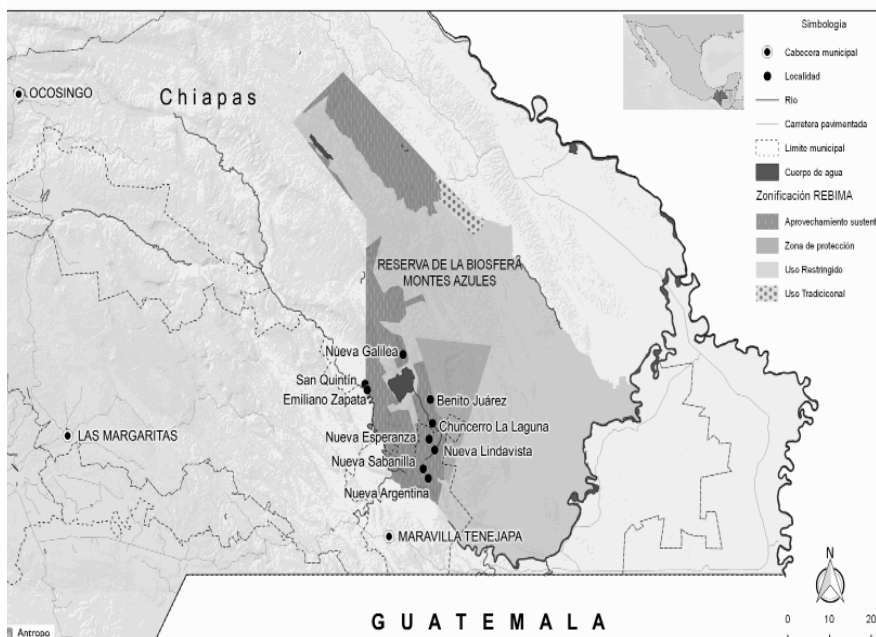 Simbología
Cabecera municipal
Localidad
Río
Carretera pavimentada
Límite municipal
Cuerpo de agua
Zonificación REBIMA
Aprovechamiento sustent
Zona de protección
Uso Restringido
Uso Tradiciconal
OCOSINGO
Chiapas
RESERVA DE LA BIOSFERA
MONTES AZULES
Nueva Galilea
San Quintín
Emiliano Zapata
Benito Juárez
LAS MARGARITAS
Chuncerro La Laguna
Nueva Esperanza
Nueva Lindavista
Nueva Sabanilla
Nueva Argentina
MARAVILLA TENEJAPA
N
GUATEMALA
0 10 20
Antropo